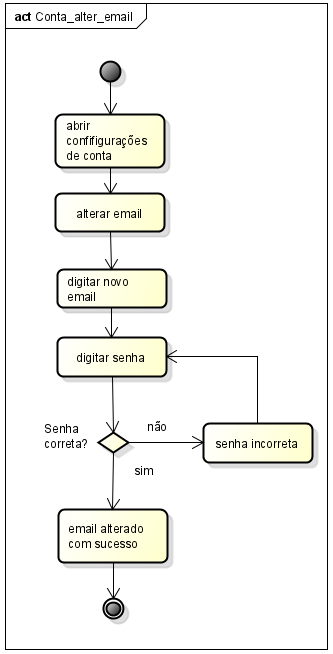 act Conta_alter_email
abrir
confifigurações
de conta
alterar email
digitar novo
email
digitar senha
Senha
correta?
não
senha incorreta
sim
email alterado
com sucesso